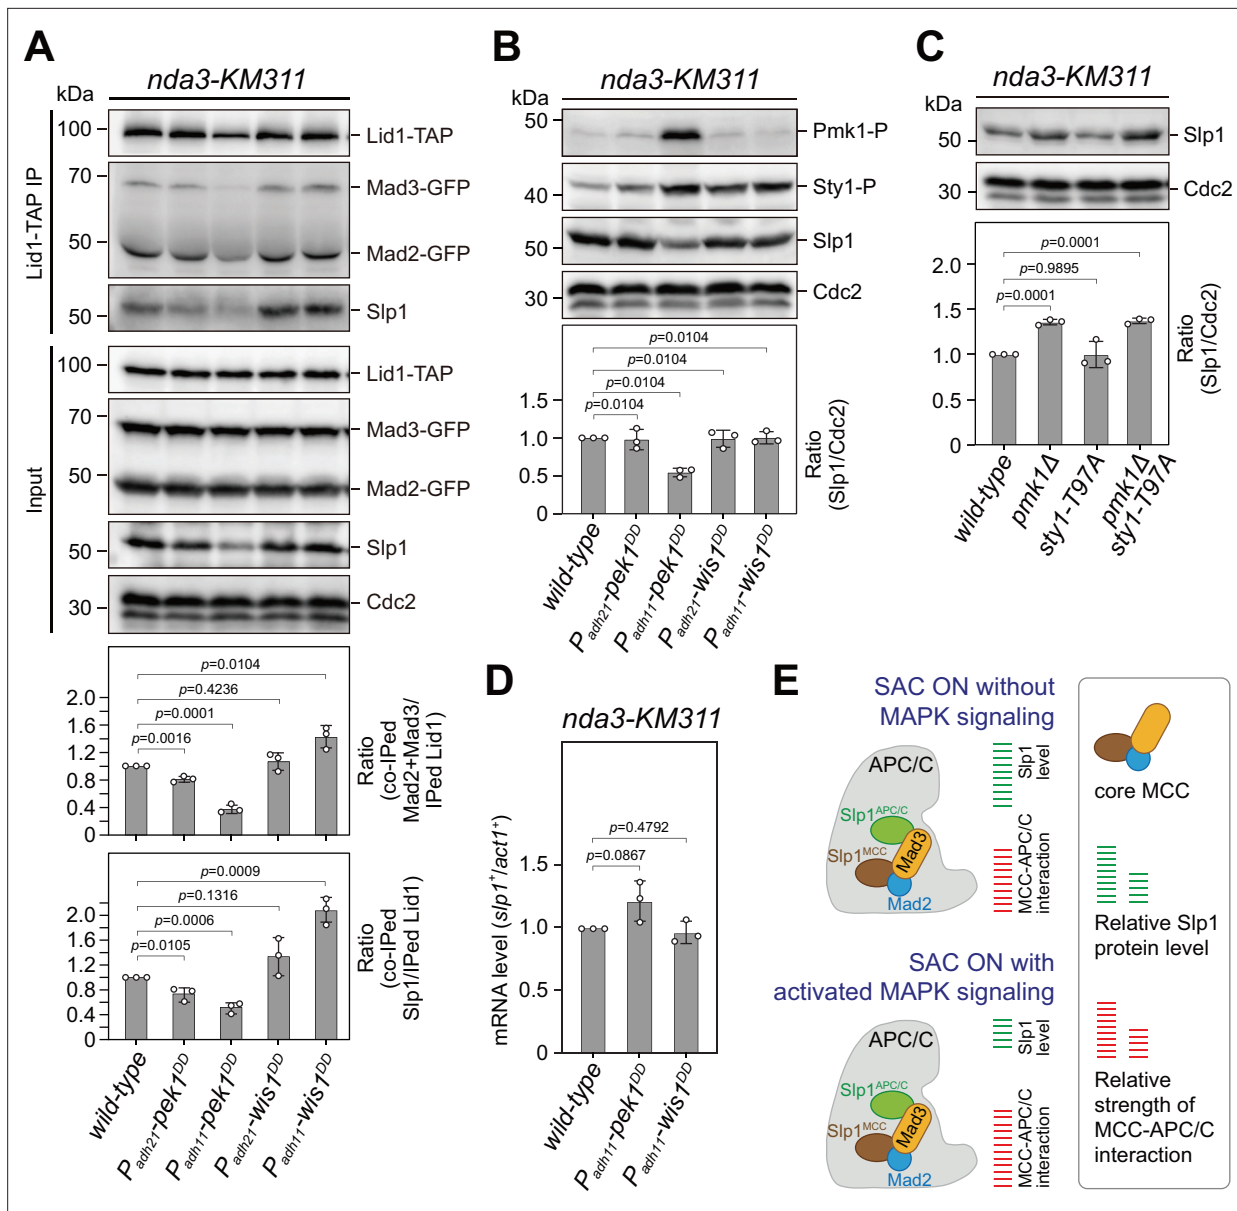 A
nda3-KM311
kDa
Lid1-TAP IP
100
Lid1-TAP
70
Mad3-GFP
50
Mad2-GFP
50
Slp1
Input
100
Lid1-TAP
70
Mad3-GFP
50
Mad2-GFP
50
Slp1
30
Cdc2
p=0.0104
p=0.4236
p=0.0001
p=0.0016
2.0
1.6
1.2
1.0
0.8
0.4
0
Ratio
(co-IPed
Mad2+Mad3/
IPed Lid1)
p=0.0009
p=0.1316
p=0.0006
p=0.0105
2.0
1.6
1.2
1.0
0.8
0.4
0
Ratio
(co-IPed
Slp1/IPed Lid1)
wild-type
Padh21-pek1DD
Padh11-pek1DD
Padh21-wis1DD
Padh11-wis1DD
B
nda3-KM311
kDa
50
Pmk1-P
40
Sty1-P
50
Slp1
30
Cdc2
p=0.0104
p=0.0104
p=0.0104
p=0.0104
1.5
1.0
0.5
0
Ratio
(Slp1/Cdc2)
wild-type
Padh21-pek1DD
Padh11-pek1DD
Padh21-wis1DD
Padh11-wis1DD
C
nda3-KM311
kDa
50
Slp1
30
Cdc2
p=0.0001
p=0.9895
p=0.0001
2.0
1.5
1.0
0.5
0
Ratio
(Slp1/Cdc2)
wild-type
pmk1Δ
sty1-T97A
pmk1Δ
sty1-T97A
D
nda3-KM311
p=0.4792
p=0.0867
1.5
1.0
0.5
0
mRNA level (slp1+/act1+)
wild-type
Padh11-pek1DD
Padh11-wis1DD
E
SAC ON without
MAPK signaling
APC/C
Slp1APC/C
Slp1MCC
Mad3
Mad2
Slp1
level
MCC-APC/C
interaction
SAC ON with
activated MAPK signaling
APC/C
Slp1APC/C
Slp1MCC
Mad3
Mad2
Slp1
level
MCC-APC/C
interaction
core MCC
Relative Slp1
protein level
Relative
strength of
MCC-APC/C
interaction